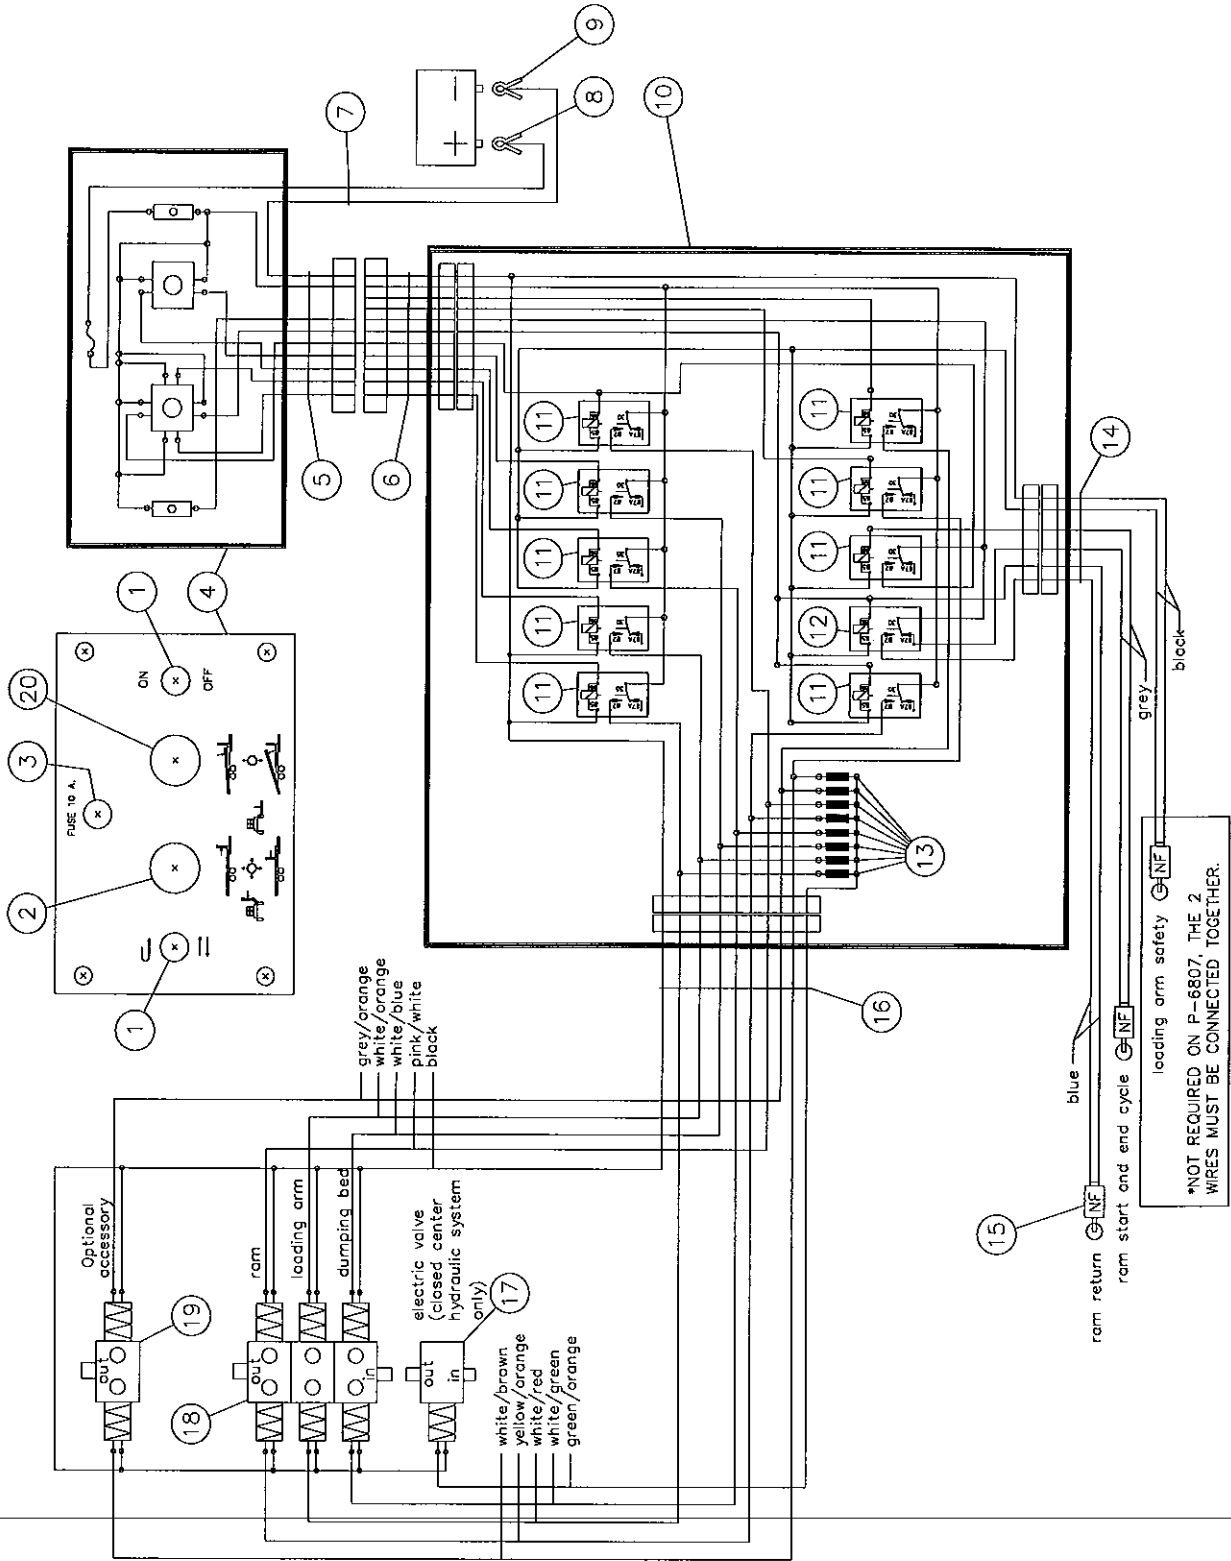 Optional
accessory
out
19
ram
loading arm
dumping bed
out
in
18
electric valve
(closed center
hydraulic system
only)
out
in
17
white/brown
yellow/orange
white/red
white/green
green/orange
grey/orange
white/orange
white/blue
pink/white
black
1
2
3
20
1
FUSE 10 A.
ON
OFF
4
5
6
7
8
9
+
−
10
11
11
11
11
11
11
12
11
11
11
13
14
16
15
blue
grey
black
ram return
NF
ram start and end cycle
NF
loading arm safety
NF
*NOT REQUIRED ON P-6807, THE 2
WIRES MUST BE CONNECTED TOGETHER.